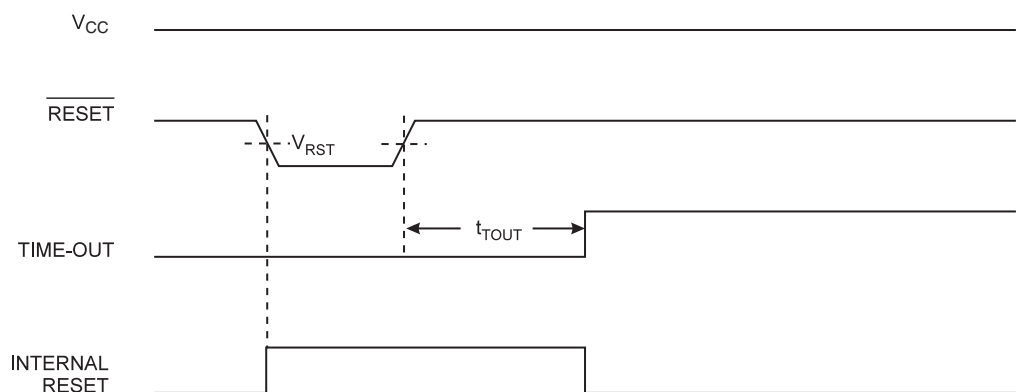 VCC
RESET
VRST
tTOUT
TIME-OUT
INTERNAL
RESET